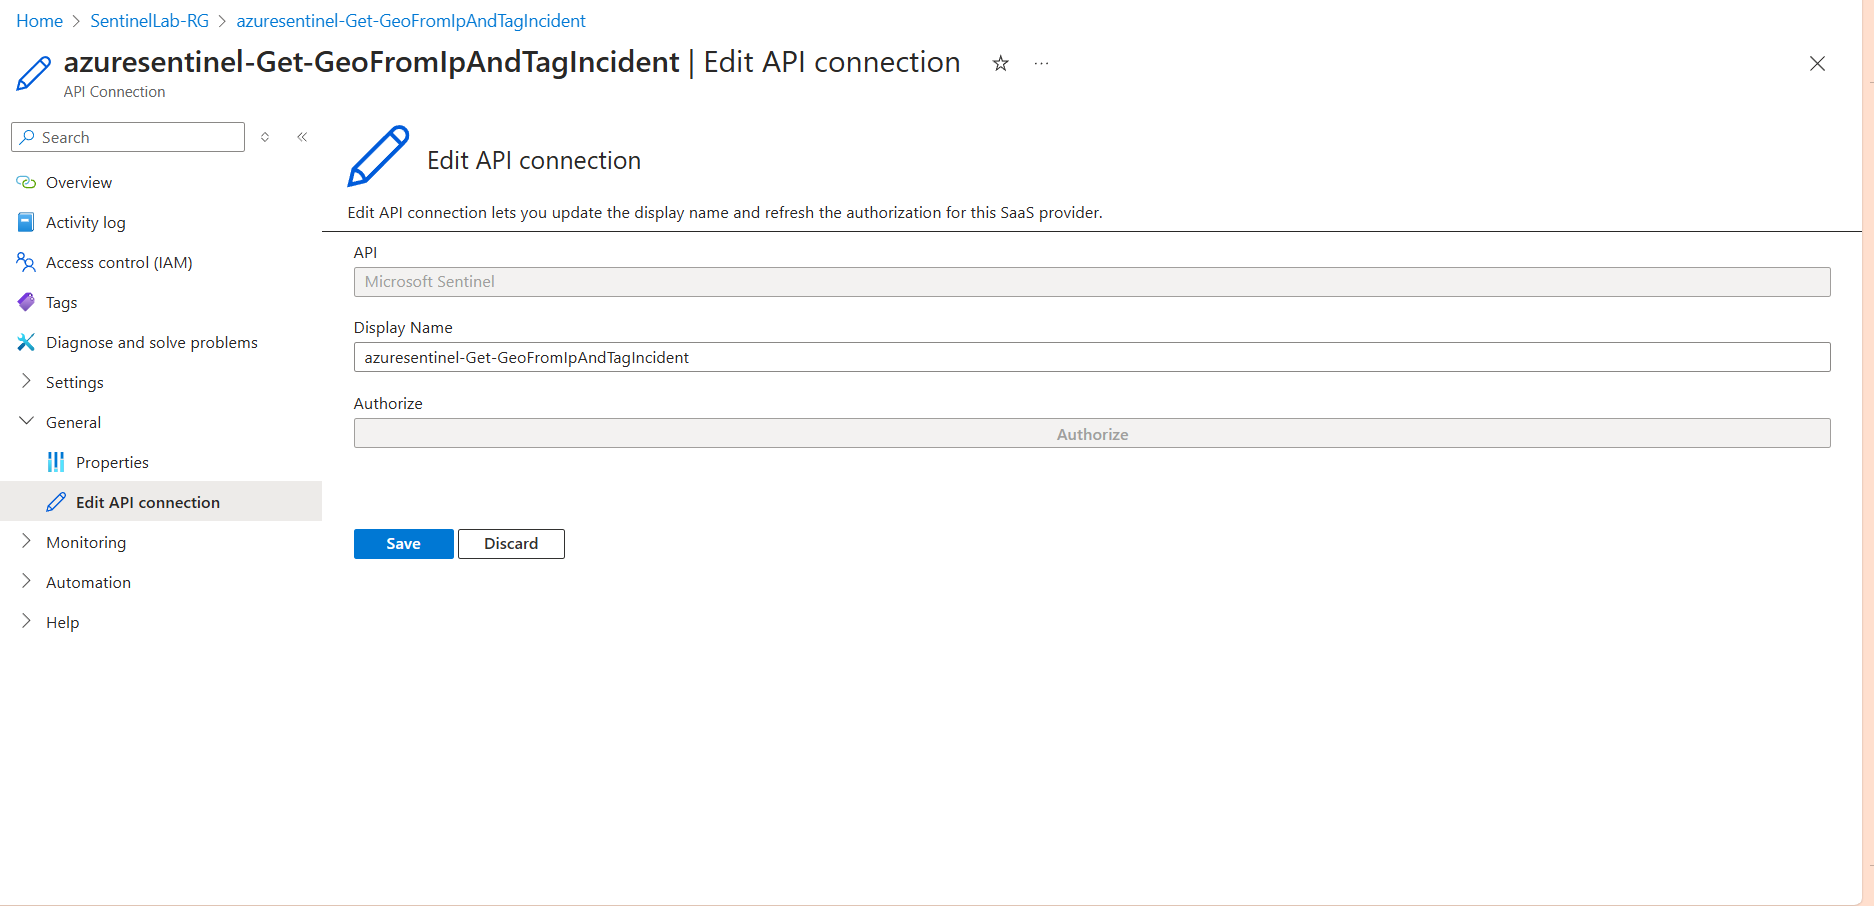 Home > SentinelLab-RG > azuresentinel-Get-GeoFromIpAndTagIncident
azuresentinel-Get-GeoFromIpAndTagIncident | Edit API connection
API Connection
Search
Overview
Activity log
Access control (IAM)
Tags
Diagnose and solve problems
Settings
General
Properties
Edit API connection
Monitoring
Automation
Help
Edit API connection
Edit API connection lets you update the display name and refresh the authorization for this SaaS provider.
API
Microsoft Sentinel
Display Name
azuresentinel-Get-GeoFromIpAndTagIncident
Authorize
Authorize
Save Discard